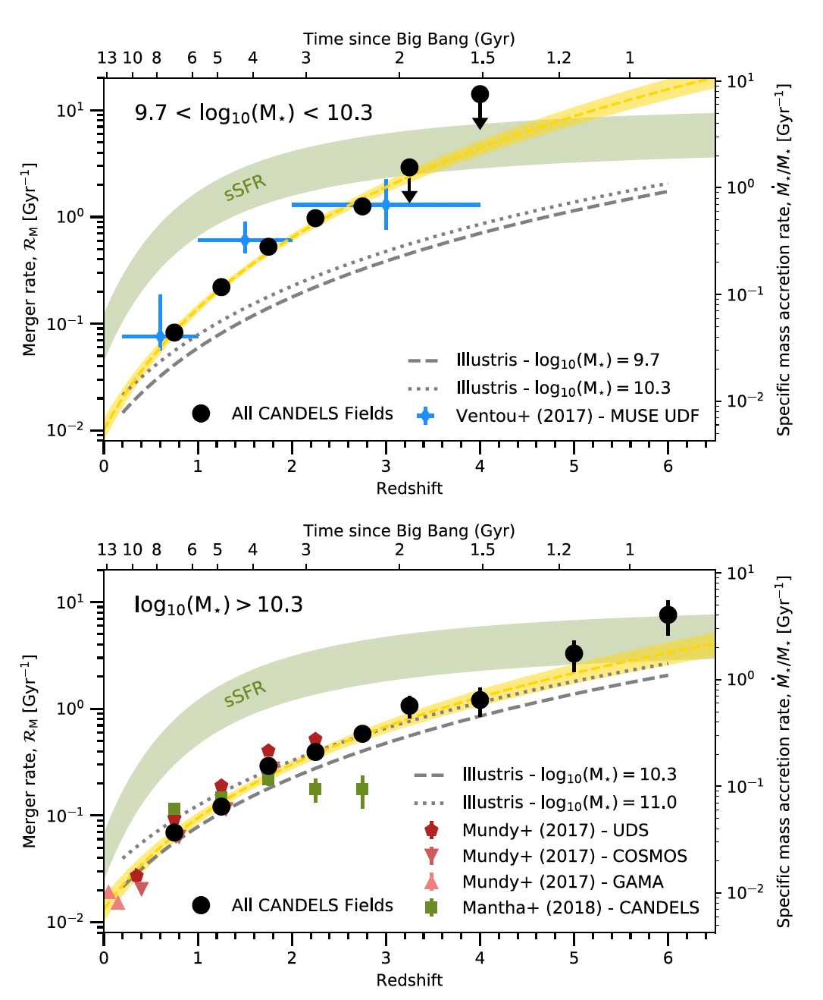 Time since Big Bang (Gyr)
13 10 8 6 5 4 3 2 1.5 1.2 1
9.7 < log₁₀(M⋆) < 10.3
sSFR
10¹
10⁰
10⁻¹
10⁻²
Merger rate, ℛ_M [Gyr⁻¹]
10¹
10⁰
10⁻¹
10⁻²
Specific mass accretion rate, Ṁ⋆/M⋆ [Gyr⁻¹]
Illustris - log₁₀(M⋆) = 9.7
Illustris - log₁₀(M⋆) = 10.3
All CANDELS Fields
Ventou+ (2017) - MUSE UDF
0 1 2 3 4 5 6
Redshift
Time since Big Bang (Gyr)
13 10 8 6 5 4 3 2 1.5 1.2 1
log₁₀(M⋆) > 10.3
sSFR
10¹
10⁰
10⁻¹
10⁻²
Merger rate, ℛ_M [Gyr⁻¹]
10¹
10⁰
10⁻¹
10⁻²
Specific mass accretion rate, Ṁ⋆/M⋆ [Gyr⁻¹]
Illustris - log₁₀(M⋆) = 10.3
Illustris - log₁₀(M⋆) = 11.0
Mundy+ (2017) - UDS
Mundy+ (2017) - COSMOS
Mundy+ (2017) - GAMA
All CANDELS Fields
Mantha+ (2018) - CANDELS
0 1 2 3 4 5 6
Redshift